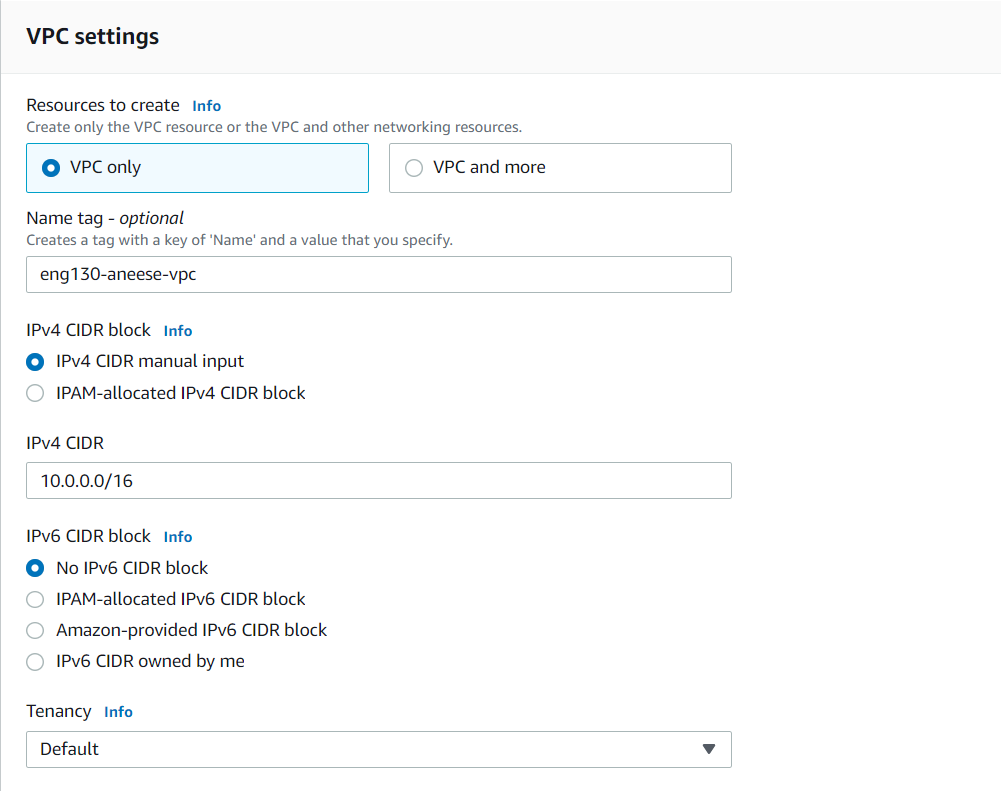 VPC settings
Resources to create Info
Create only the VPC resource or the VPC and other networking resources.
VPC only VPC and more
Name tag - optional
Creates a tag with a key of 'Name' and a value that you specify.
eng130-aneese-vpc
IPv4 CIDR block Info
IPv4 CIDR manual input
IPAM-allocated IPv4 CIDR block
IPv4 CIDR
10.0.0.0/16
IPv6 CIDR block Info
No IPv6 CIDR block
IPAM-allocated IPv6 CIDR block
Amazon-provided IPv6 CIDR block
IPv6 CIDR owned by me
Tenancy Info
Default